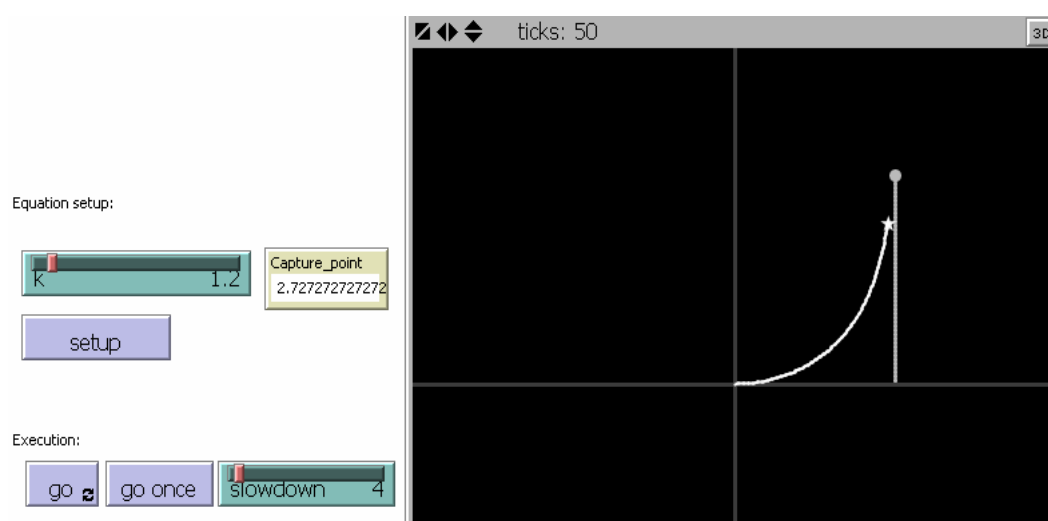 ticks: 50
3D
Equation setup:
k 1.2
Capture_point
2.727272727272
setup
Execution:
go
go once
slowdown 4